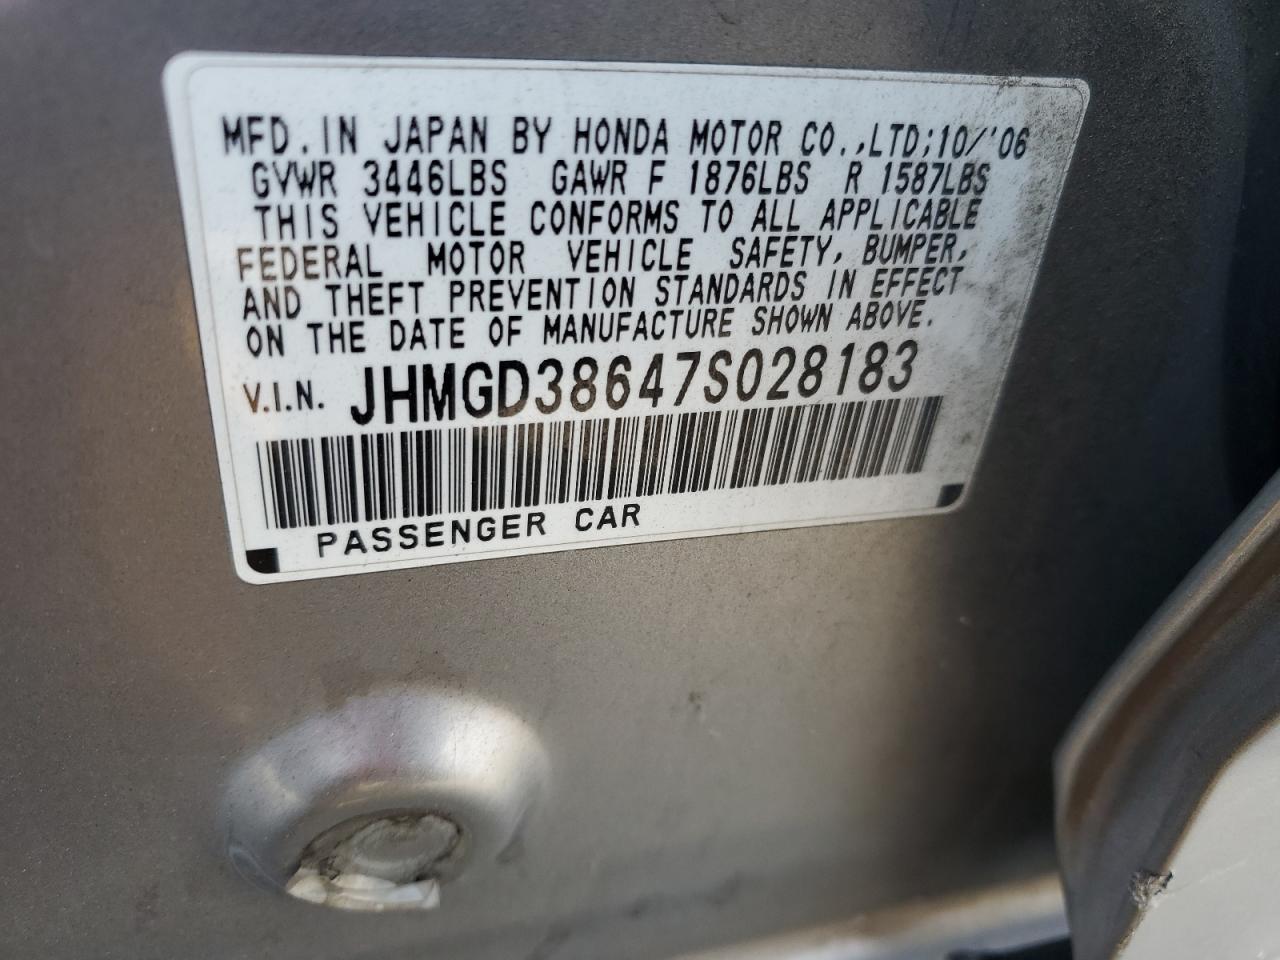 MFD. IN JAPAN BY HONDA MOTOR CO.,LTD;10/'06
GVWR 3446LBS GAWR F 1876LBS R 1587LBS
THIS VEHICLE CONFORMS TO ALL APPLICABLE
FEDERAL MOTOR VEHICLE SAFETY, BUMPER,
AND THEFT PREVENTION STANDARDS IN EFFECT
ON THE DATE OF MANUFACTURE SHOWN ABOVE.
V.I.N. JHMGD38647S028183
PASSENGER CAR